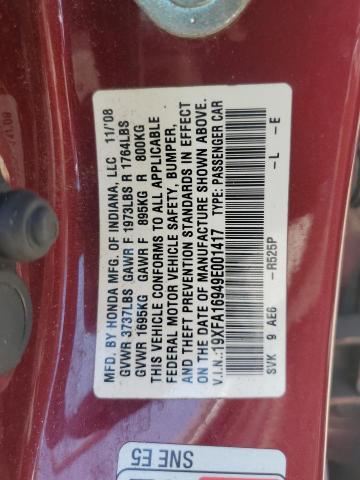 MFD. BY HONDA MFG. OF INDIANA, LLC 11/'08
GVWR 3737LBS GAWR F 1973LBS R 1764LBS
GVWR 1695KG GAWR F 895KG R 800KG
THIS VEHICLE CONFORMS TO ALL APPLICABLE
FEDERAL MOTOR VEHICLE SAFETY, BUMPER,
AND THEFT PREVENTION STANDARDS IN EFFECT
ON THE DATE OF MANUFACTURE SHOWN ABOVE.
V.I.N.:19XFA16949E001417 TYPE: PASSENGER CAR
SVK 9 AE6 -R525P -L -E
SNE E5